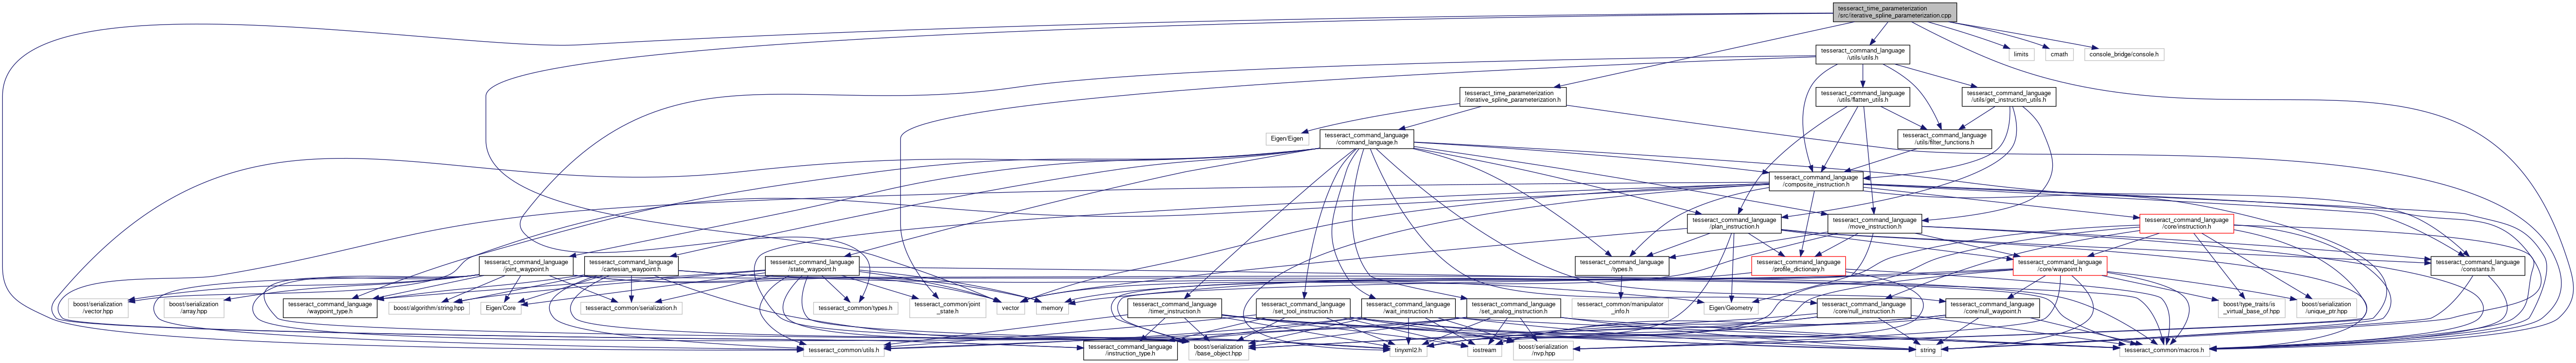 tesseract_time_parameterization
/src/iterative_spline_parameterization.cpp
tesseract_command_language
/utils/utils.h
limits
cmath
console_bridge/console.h
tesseract_time_parameterization
/iterative_spline_parameterization.h
tesseract_command_language
/utils/flatten_utils.h
tesseract_command_language
/utils/get_instruction_utils.h
Eigen/Eigen
tesseract_command_language
/command_language.h
tesseract_command_language
/utils/filter_functions.h
tesseract_command_language
/composite_instruction.h
tesseract_command_language
/plan_instruction.h
tesseract_command_language
/move_instruction.h
tesseract_command_language
/core/instruction.h
tesseract_command_language
/joint_waypoint.h
tesseract_command_language
/cartesian_waypoint.h
tesseract_command_language
/state_waypoint.h
tesseract_command_language
/types.h
tesseract_command_language
/profile_dictionary.h
tesseract_command_language
/core/waypoint.h
tesseract_command_language
/constants.h
boost/serialization
/vector.hpp
boost/serialization
/array.hpp
tesseract_command_language
/waypoint_type.h
boost/algorithm/string.hpp
Eigen/Core
tesseract_common/serialization.h
tesseract_common/types.h
tesseract_common/joint
_state.h
vector
memory
tesseract_command_language
/timer_instruction.h
tesseract_command_language
/set_tool_instruction.h
tesseract_command_language
/wait_instruction.h
tesseract_command_language
/set_analog_instruction.h
tesseract_common/manipulator
_info.h
Eigen/Geometry
tesseract_command_language
/core/null_instruction.h
tesseract_command_language
/core/null_waypoint.h
boost/type_traits/is
_virtual_base_of.hpp
boost/serialization
/unique_ptr.hpp
tesseract_common/utils.h
tesseract_command_language
/instruction_type.h
boost/serialization
/base_object.hpp
tinyxml2.h
iostream
boost/serialization
/nvp.hpp
string
tesseract_common/macros.h